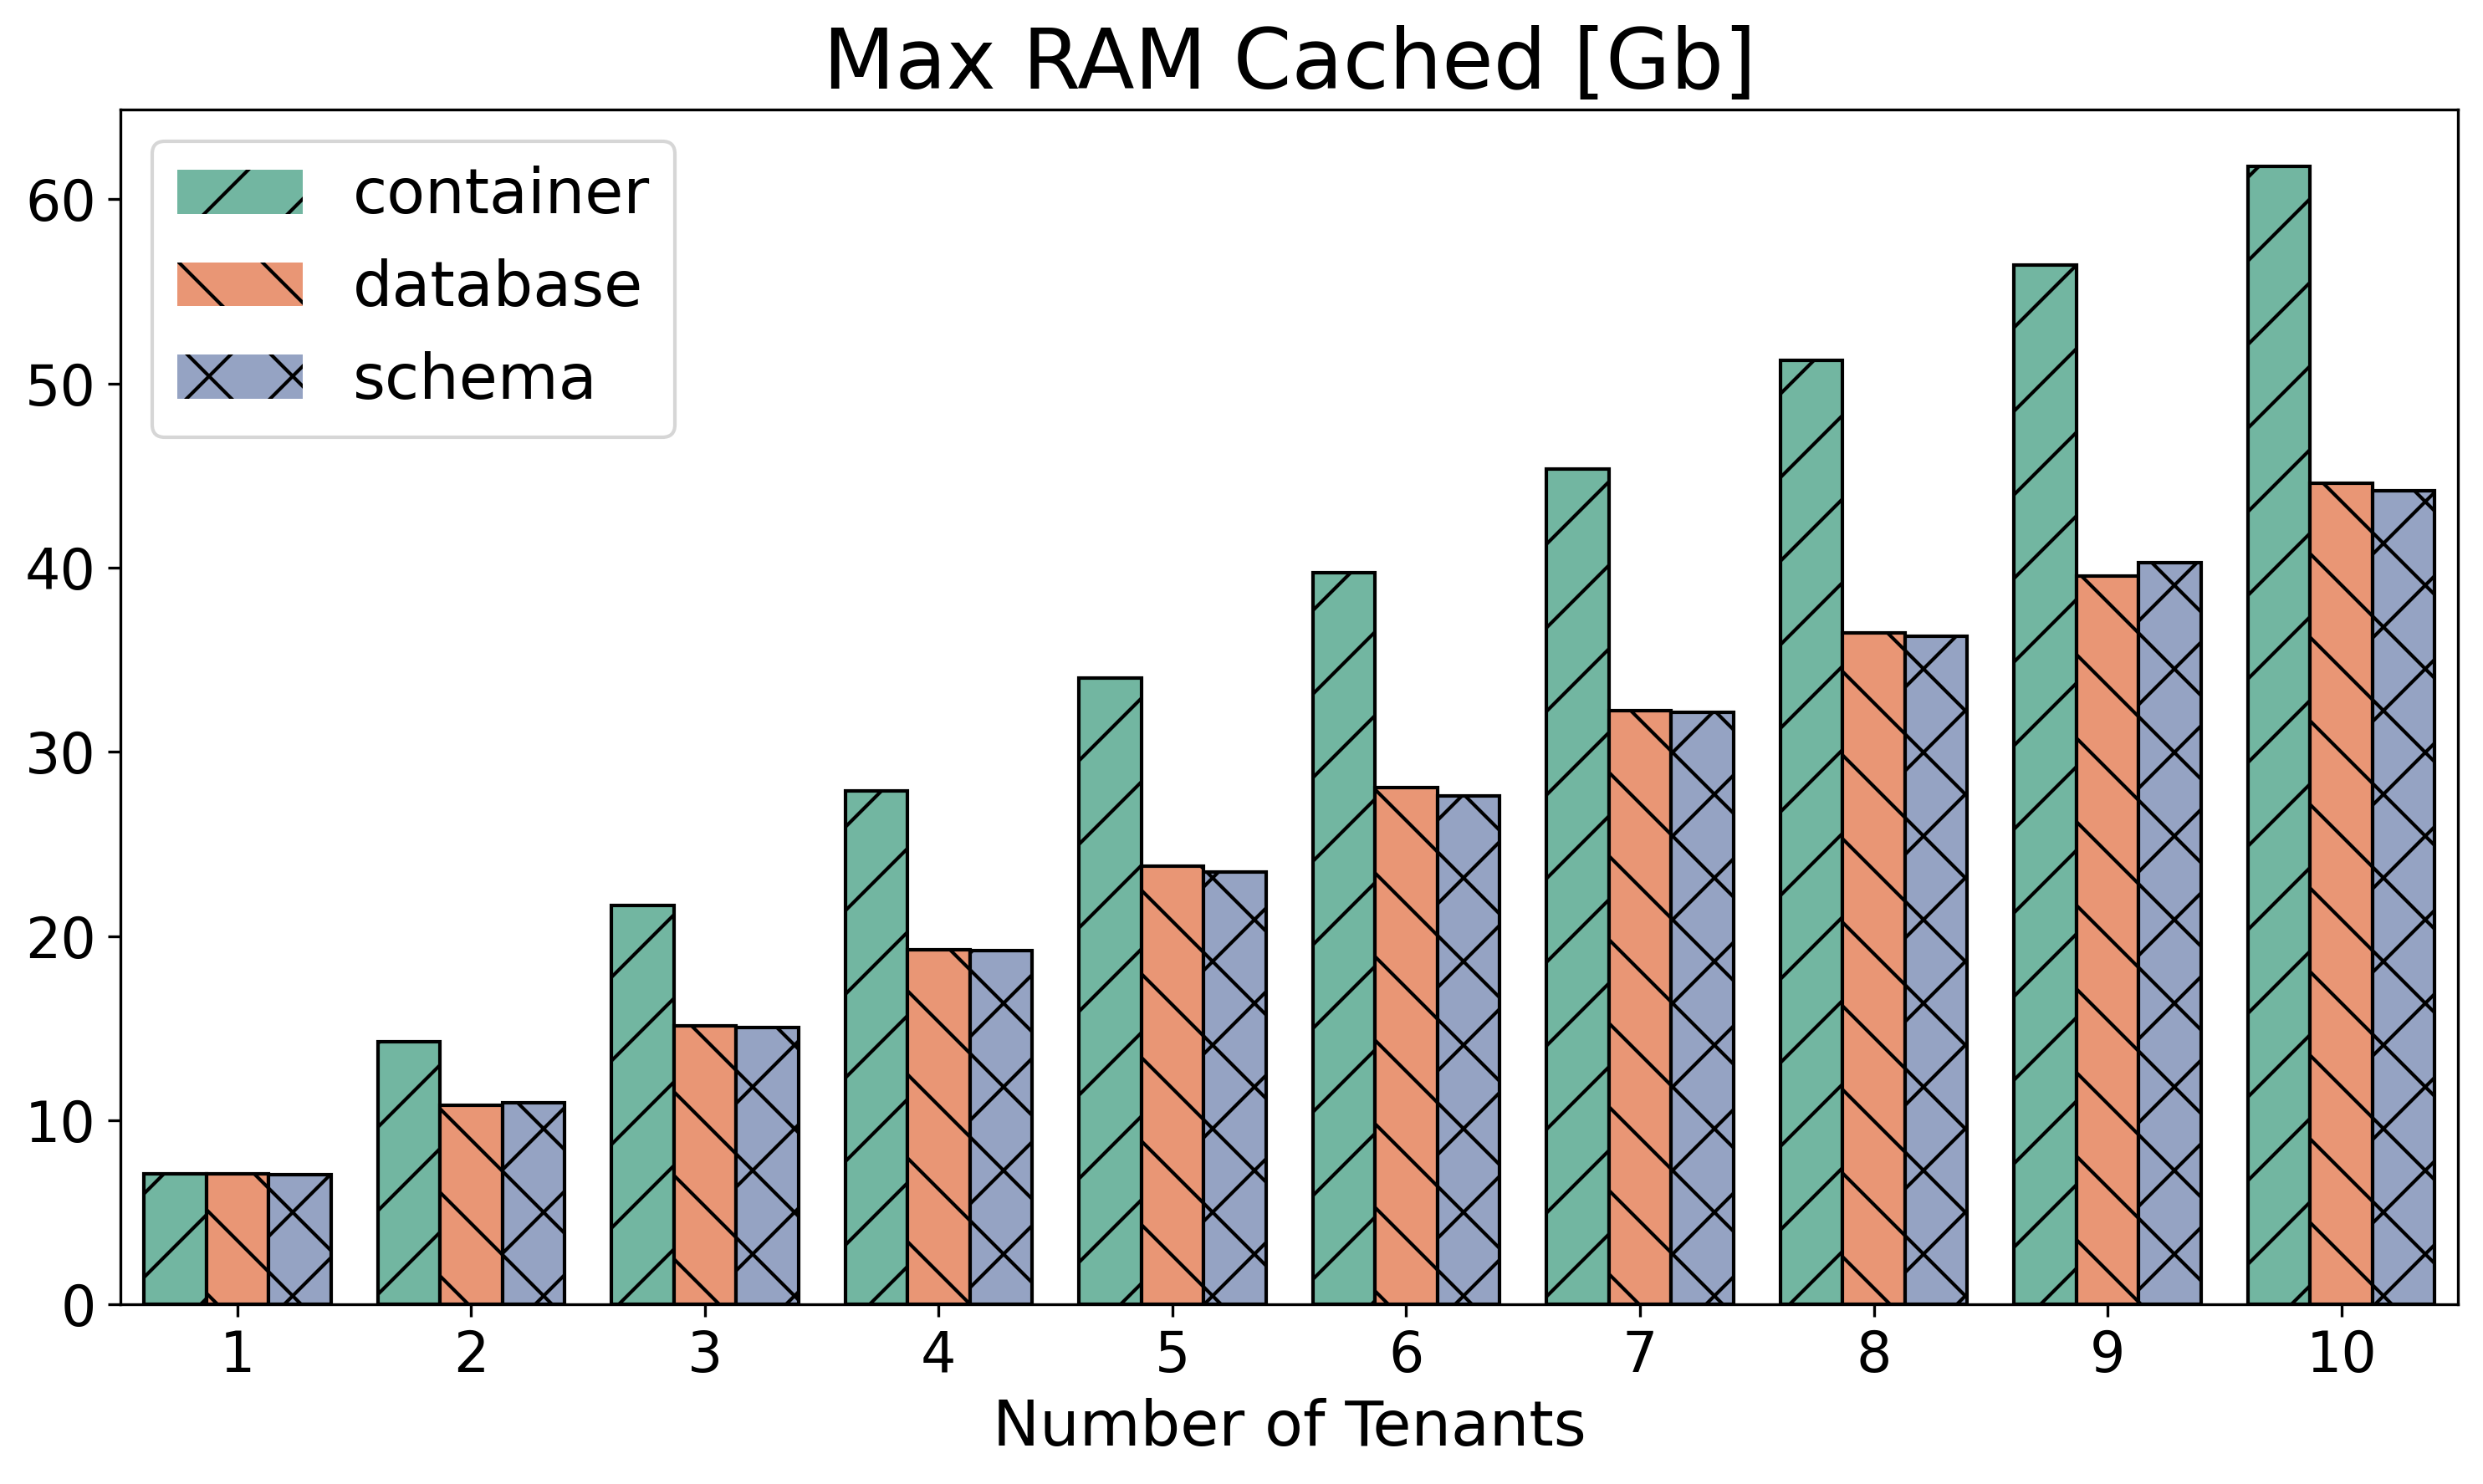 Max RAM Cached [Gb]
container
database
schema
60
50
40
30
20
10
0
1 2 3 4 5 6 7 8 9 10
Number of Tenants